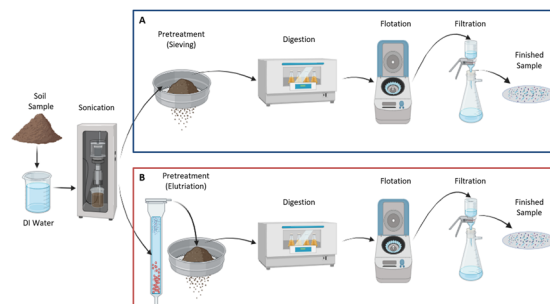 A
Pretreatment
(Sieving)
Digestion
Flotation
Filtration
Finished
Sample
Soil
Sample
Sonication
DI Water
B
Pretreatment
(Elutriation)
Digestion
Flotation
Filtration
Finished
Sample